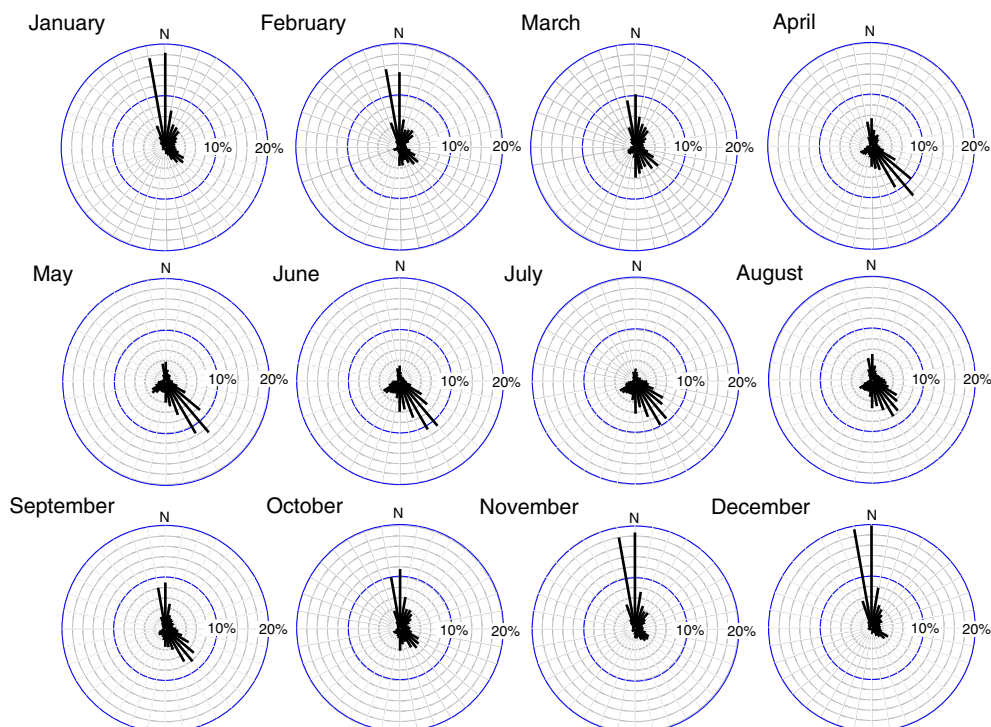 January February March April
N N N N
10% 20% 10% 20% 10% 20% 10% 20%
May June July August
N N N N
10% 20% 10% 20% 10% 20% 10% 20%
September October November December
N N N N
10% 20% 10% 20% 10% 20% 10% 20%